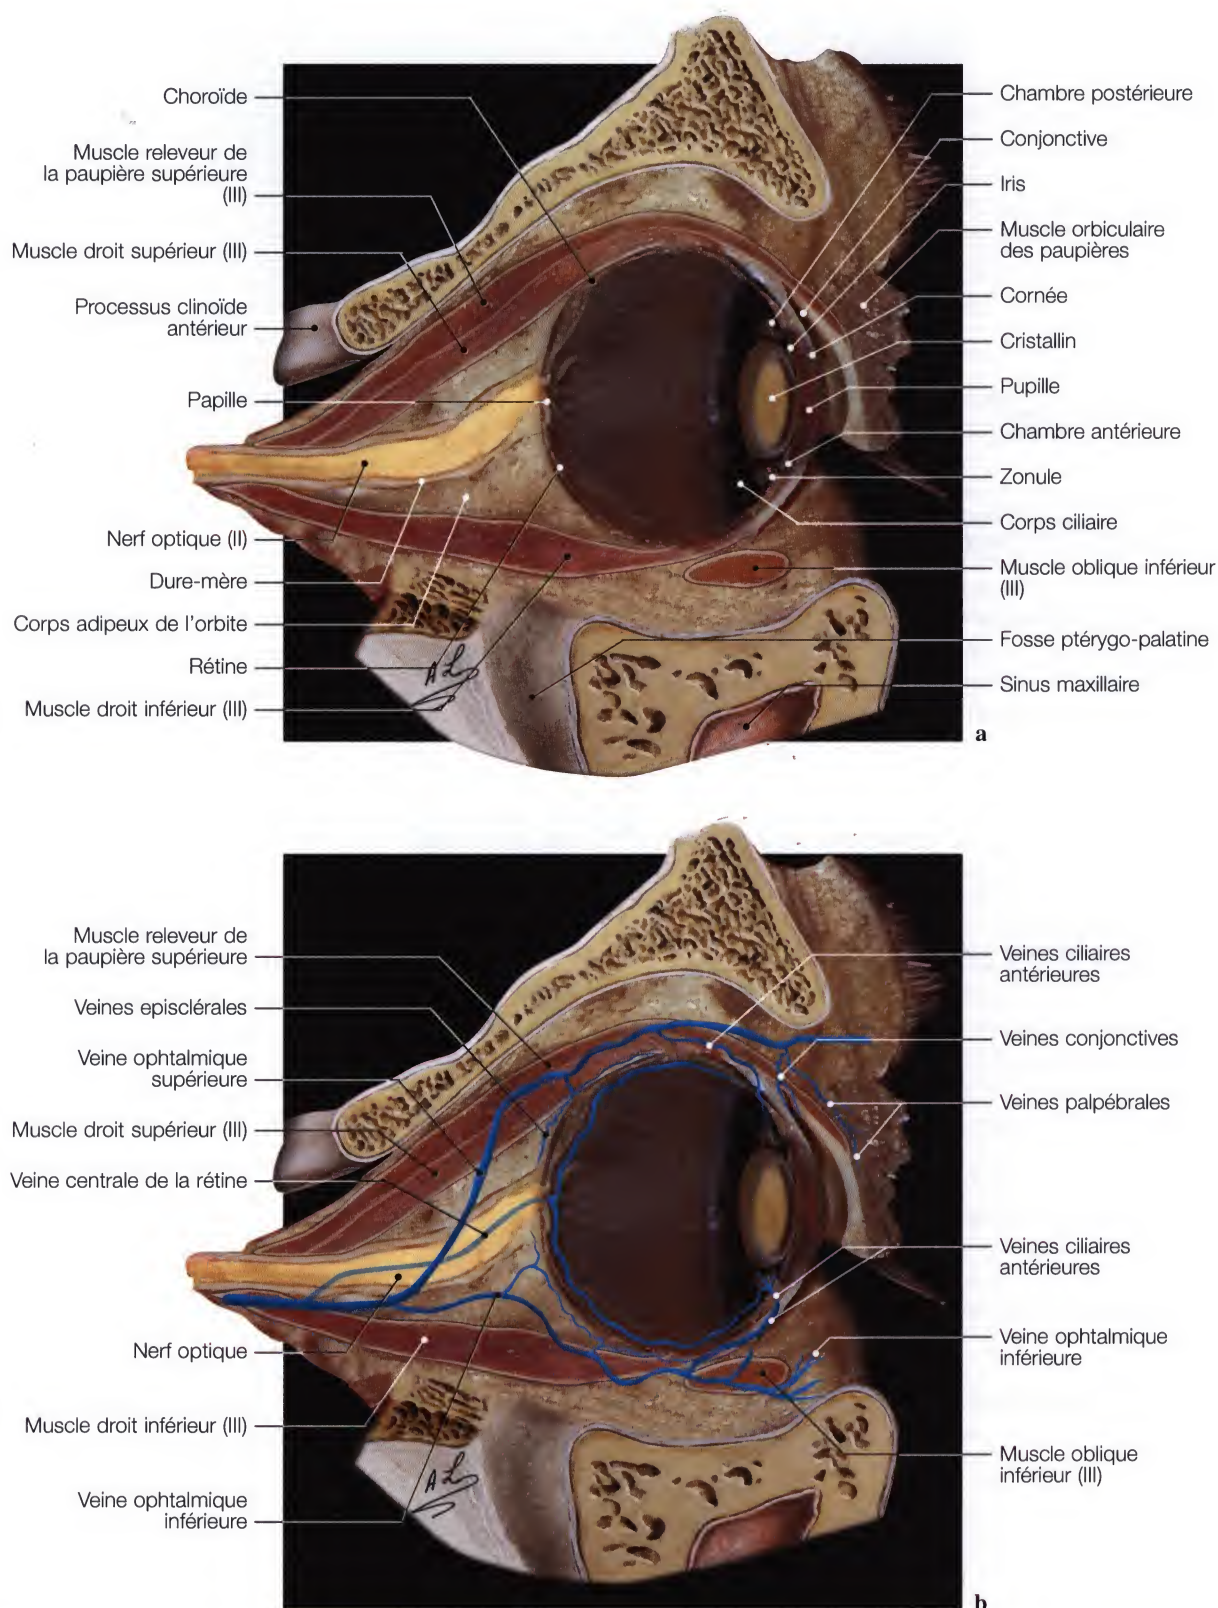 Choroïde
Muscle releveur de
la paupière supérieure
(III)
Muscle droit supérieur (III)
Processus clinoïde
antérieur
Papille
Nerf optique (II)
Dure-mère
Corps adipeux de l'orbite
Rétine
Muscle droit inférieur (III)
Chambre postérieure
Conjonctive
Iris
Muscle orbiculaire
des paupières
Cornée
Cristallin
Pupille
Chambre antérieure
Zonule
Corps ciliaire
Muscle oblique inférieur
(III)
Fosse ptérygo-palatine
Sinus maxillaire
a
Muscle releveur de
la paupière supérieure
Veines episclérales
Veine ophtalmique
supérieure
Muscle droit supérieur (III)
Veine centrale de la rétine
Nerf optique
Muscle droit inférieur (III)
Veine ophtalmique
inférieure
Veines ciliaires
antérieures
Veines conjonctives
Veines palpébrales
Veines ciliaires
antérieures
Veine ophtalmique
inférieure
Muscle oblique
inférieur (III)
b